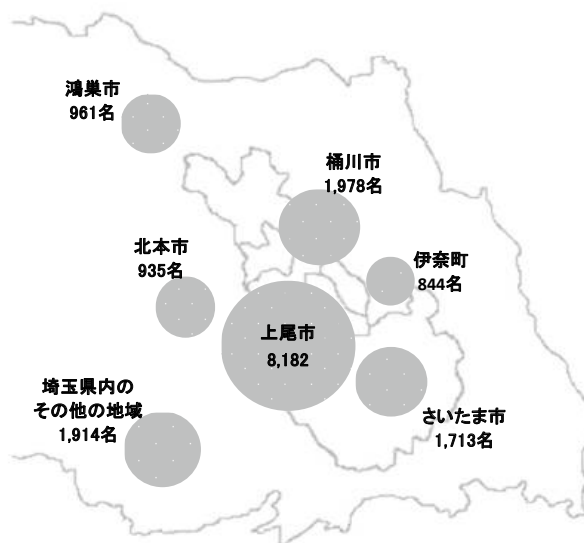 鴻巣市
961名
桶川市
1,978名
北本市
935名
伊奈町
844名
上尾市
8,182
埼玉県内の
その他の地域
1,914名
さいたま市
1,713名